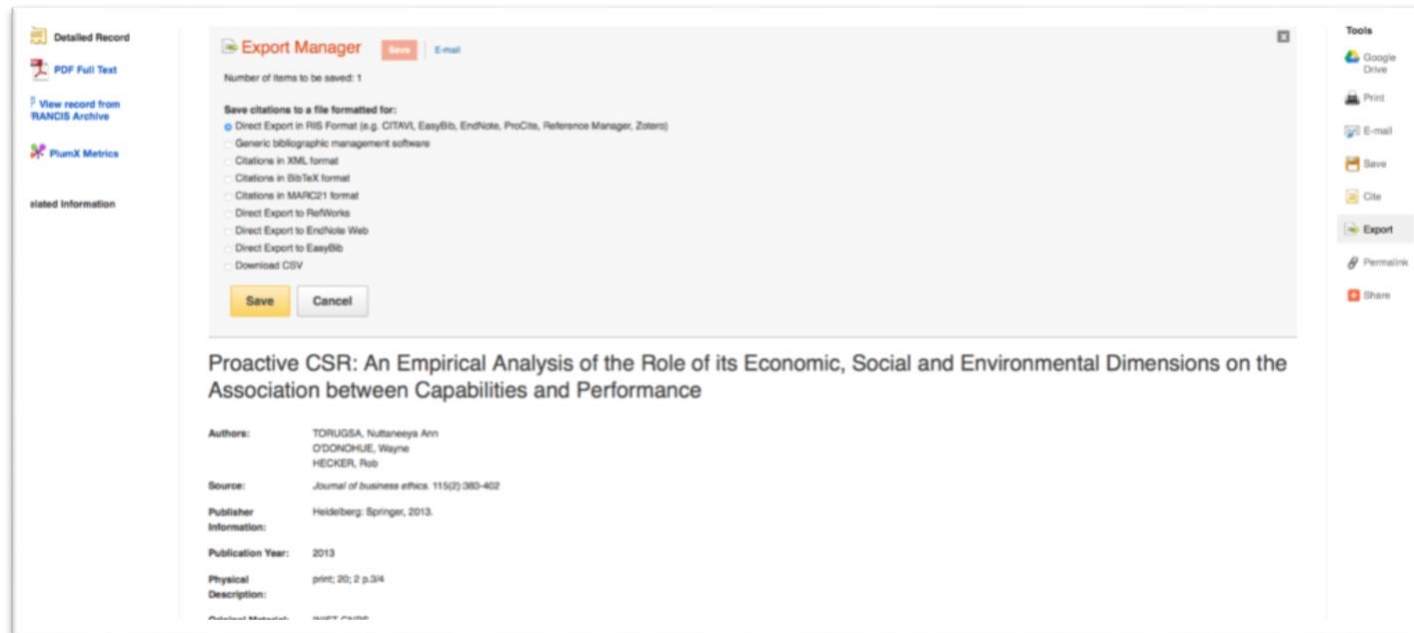 Detailed Record
PDF Full Text
View record from
RANCIS Archive
PlumX Metrics
elated Information
Export Manager Save E-mail
Number of items to be saved: 1
Save citations to a file formatted for:
Direct Export in RIS Format (e.g. CITAVI, EasyBib, EndNote, ProCite, Reference Manager, Zotero)
Generic bibliographic management software
Citations in XML format
Citations in BibTeX format
Citations in MARC21 format
Direct Export to RefWorks
Direct Export to EndNote Web
Direct Export to EasyBib
Download CSV
Save Cancel
Proactive CSR: An Empirical Analysis of the Role of its Economic, Social and Environmental Dimensions on the
Association between Capabilities and Performance
Authors: TORUGSA, Nuttaneeya Ann
O'DONOHUE, Wayne
HECKER, Rob
Source: Journal of business ethics. 115(2):383-402
Publisher Heidelberg: Springer, 2013.
Information:
Publication Year: 2013
Physical print; 20; 2 p.3/4
Description:
Tools
Google
Drive
Print
E-mail
Save
Cite
Export
Permalink
Share